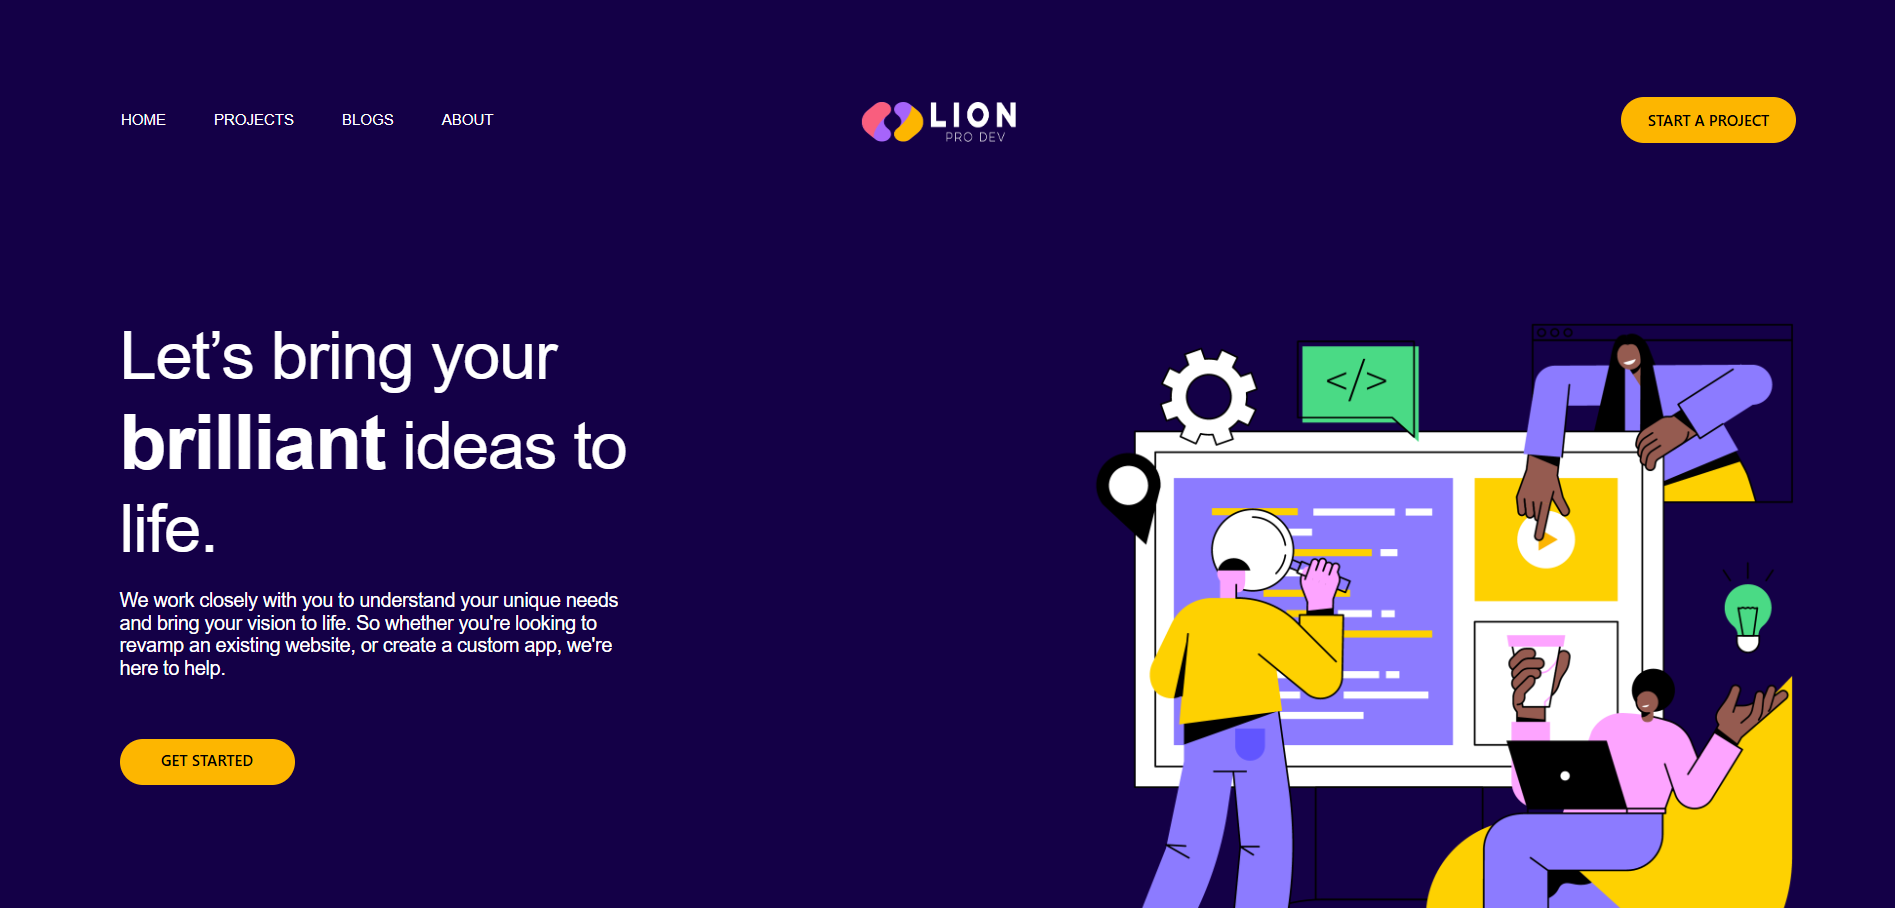 HOME PROJECTS BLOGS ABOUT
LION
PRO DEV
START A PROJECT
Let’s bring your
brilliant ideas to
life.
We work closely with you to understand your unique needs
and bring your vision to life. So whether you're looking to
revamp an existing website, or create a custom app, we're
here to help.
GET STARTED
</>